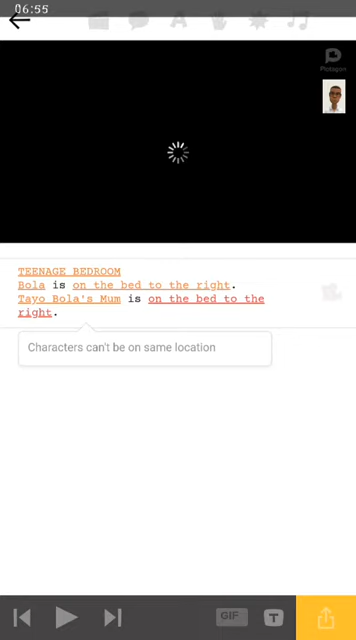 06:55
Plotagon
TEENAGE BEDROOM
Bola is on the bed to the right.
Tayo Bola's Mum is on the bed to the
right.
Characters can't be on same location
GIF
T